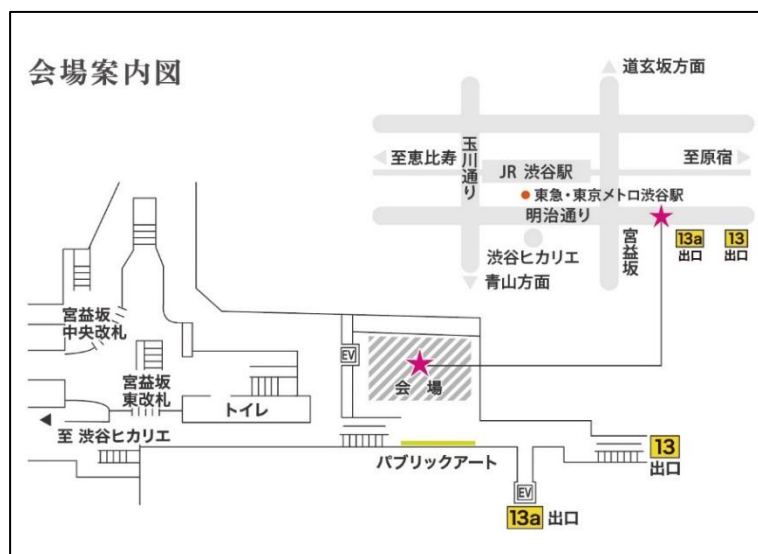 会場案内図
道玄坂方面
至恵比寿
玉川通り
JR 渋谷駅
至原宿
東急・東京メトロ渋谷駅
明治通り
渋谷ヒカリエ
青山方面
宮益坂
13a
出口
13
出口
宮益坂
中央改札
宮益坂
東改札
トイレ
至 渋谷ヒカリエ
EV
会 場
パブリックアート
13
出口
EV
13a 出口